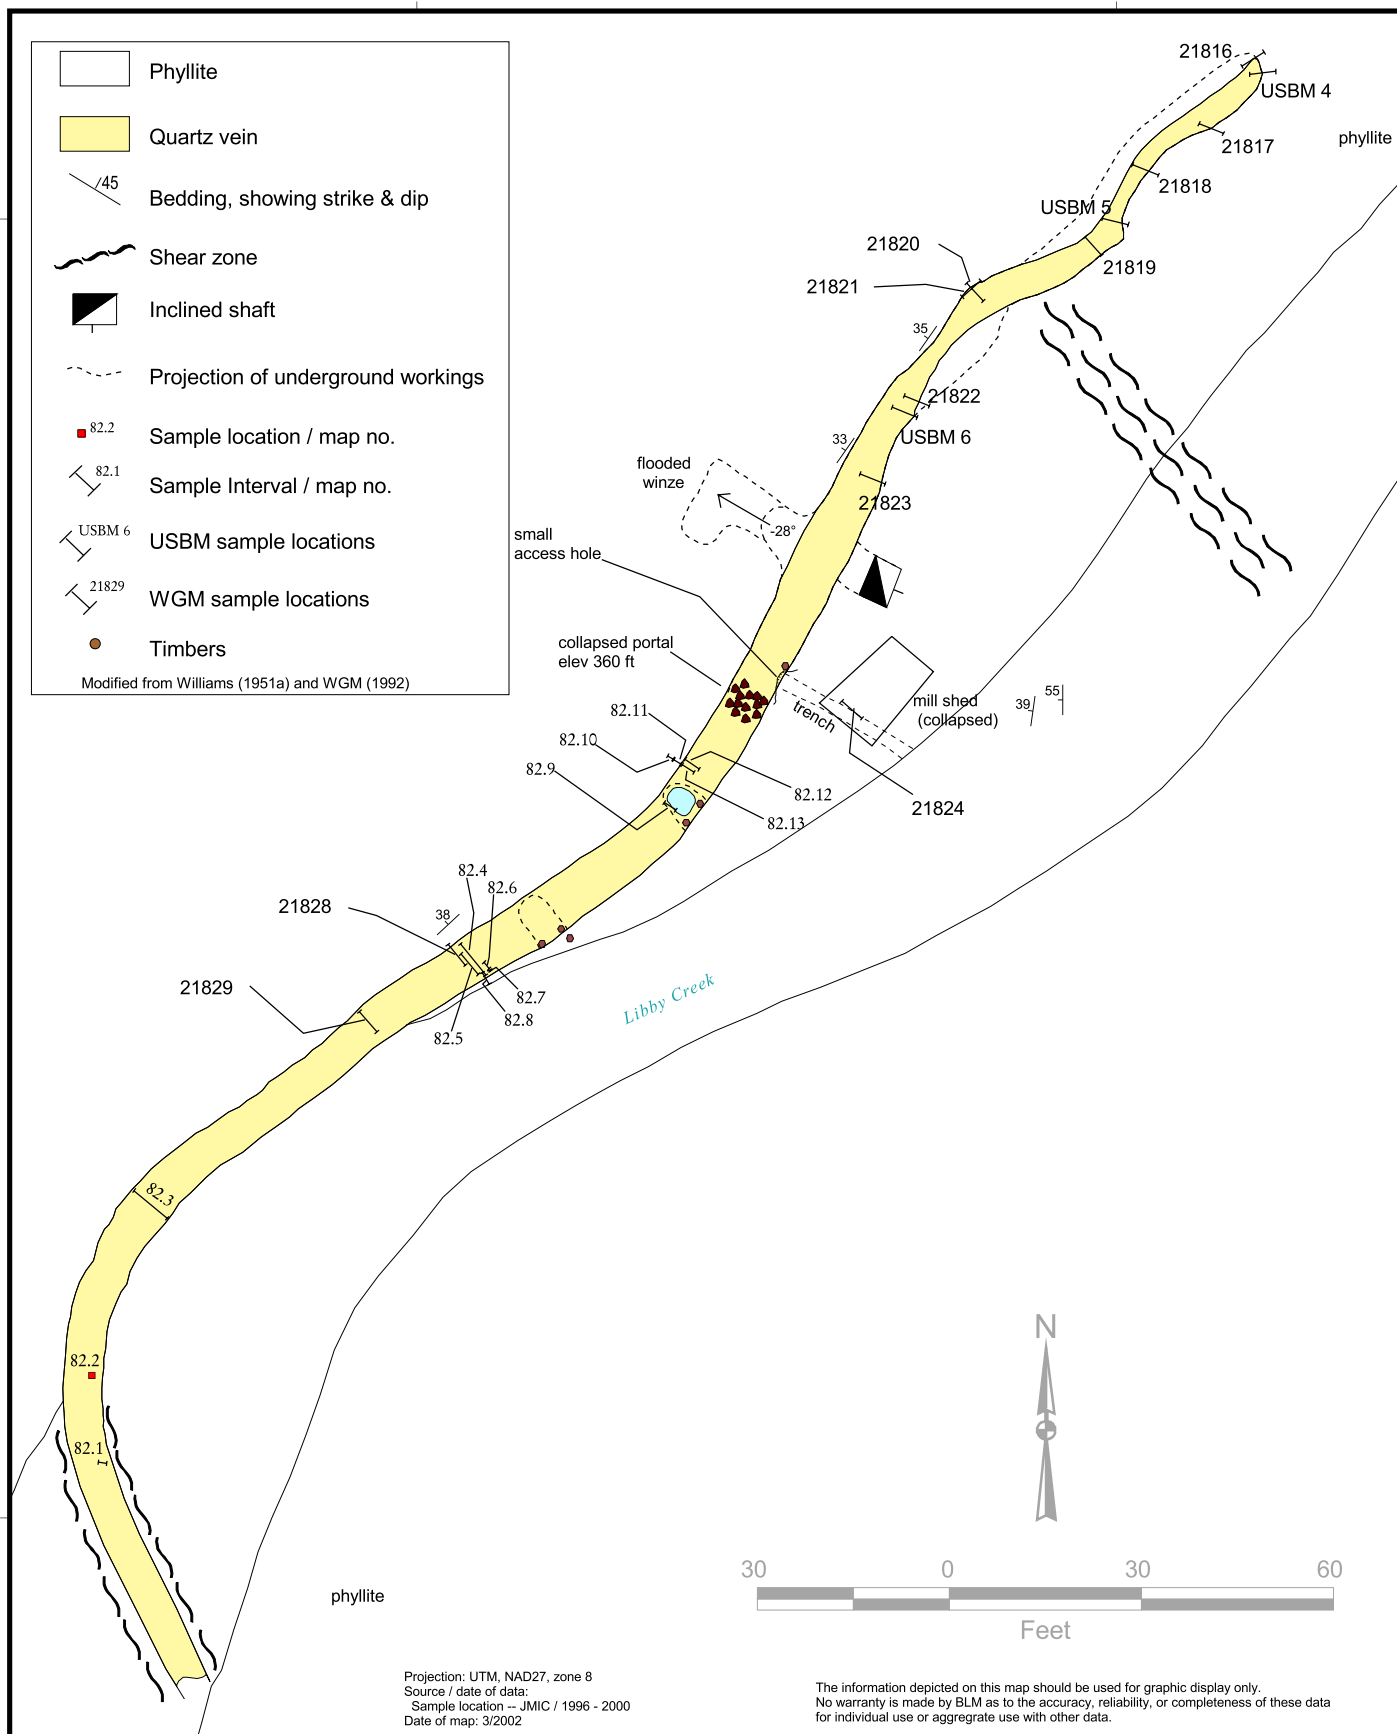 Phyllite
Quartz vein
45
Bedding, showing strike & dip
Shear zone
Inclined shaft
Projection of underground workings
82.2
Sample location / map no.
82.1
Sample Interval / map no.
USBM 6
USBM sample locations
21829
WGM sample locations
Timbers
Modified from Williams (1951a) and WGM (1992)
21816
USBM 4
phyllite
21817
21818
USBM 5
21819
21820
21821
35
21822
USBM 6
33
flooded
winze
21823
-28°
small
access hole
collapsed portal
elev 360 ft
trench
mill shed
(collapsed)
39
55
82.11
82.10
82.9
82.12
82.13
21824
82.4
82.6
38
21828
21829
82.7
82.8
82.5
Libby Creek
82.3
82.2
82.1
phyllite
N
30 0 30 60
Feet
Projection: UTM, NAD27, zone 8
Source / date of data:
Sample location -- JMIC / 1996 - 2000
Date of map: 3/2002
The information depicted on this map should be used for graphic display only.
No warranty is made by BLM as to the accuracy, reliability, or completeness of these data
for individual use or aggregrate use with other data.